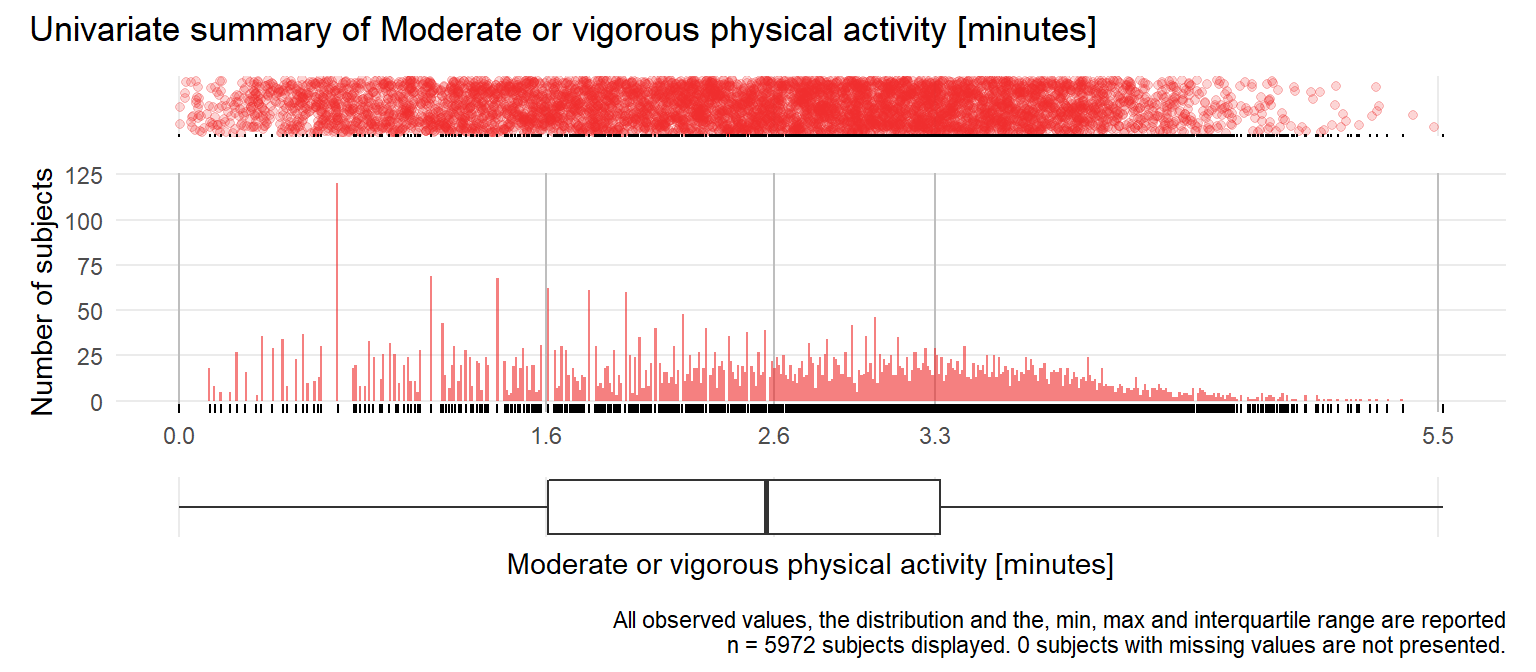 Univariate summary of Moderate or vigorous physical activity [minutes]
Number of subjects
125
100
75
50
25
0
0.0 1.6 2.6 3.3 5.5
Moderate or vigorous physical activity [minutes]
All observed values, the distribution and the, min, max and interquartile range are reported
n = 5972 subjects displayed. 0 subjects with missing values are not presented.